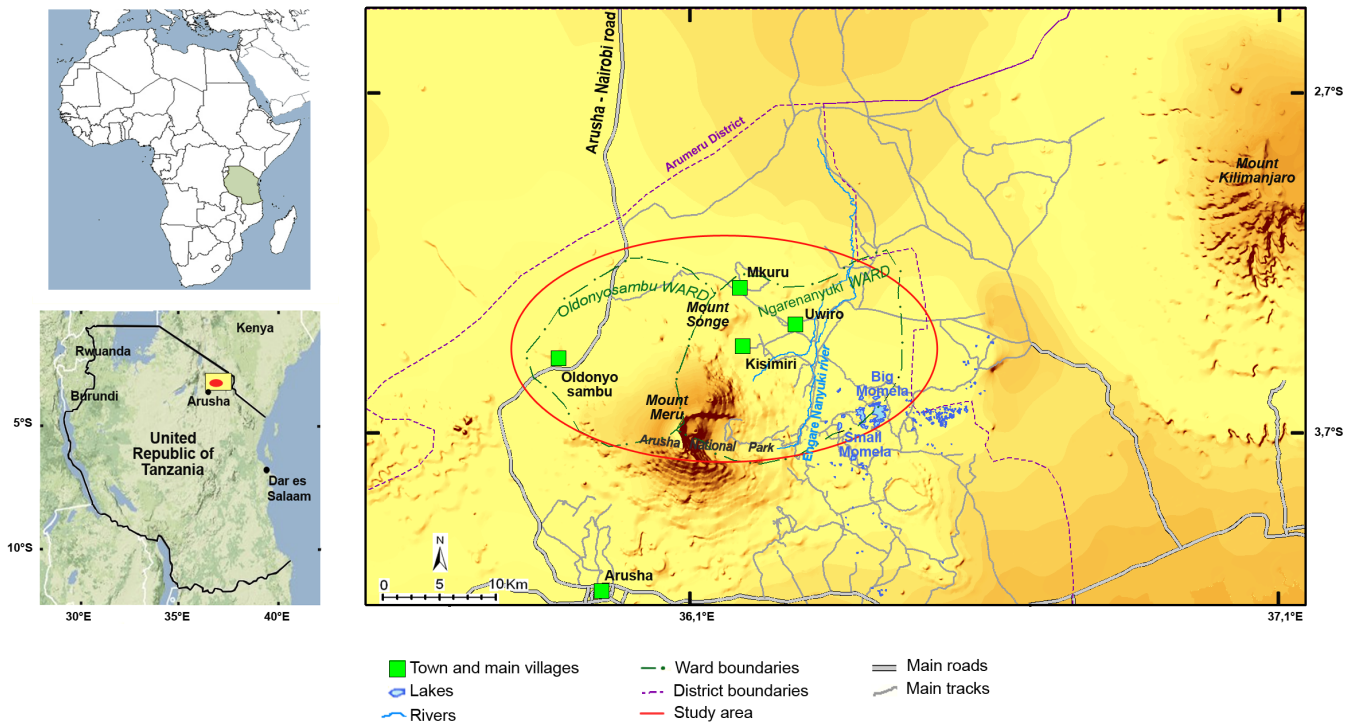 Arusha - Nairobi road
Arumeru District
2,7°S
Mount
Kilimanjaro
Mkuru
Oldonyosambu WARD
Ngarenanyuki WARD
Mount
Songe
Uwiro
Kisimiri
Oldonyo
sambu
Big
Momela
Mount
Meru
Engare Nanyuki river
Arusha National Park
Small
Momela
3,7°S
N
0 5 10 Km
Arusha
36,1°E
37,1°E
Kenya
Rwuanda
Burundi
Arusha
5°S
United
Republic of
Tanzania
Dar es
Salaam
10°S
30°E
35°E
40°E
Town and main villages
Lakes
Rivers
Ward boundaries
District boundaries
Study area
Main roads
Main tracks